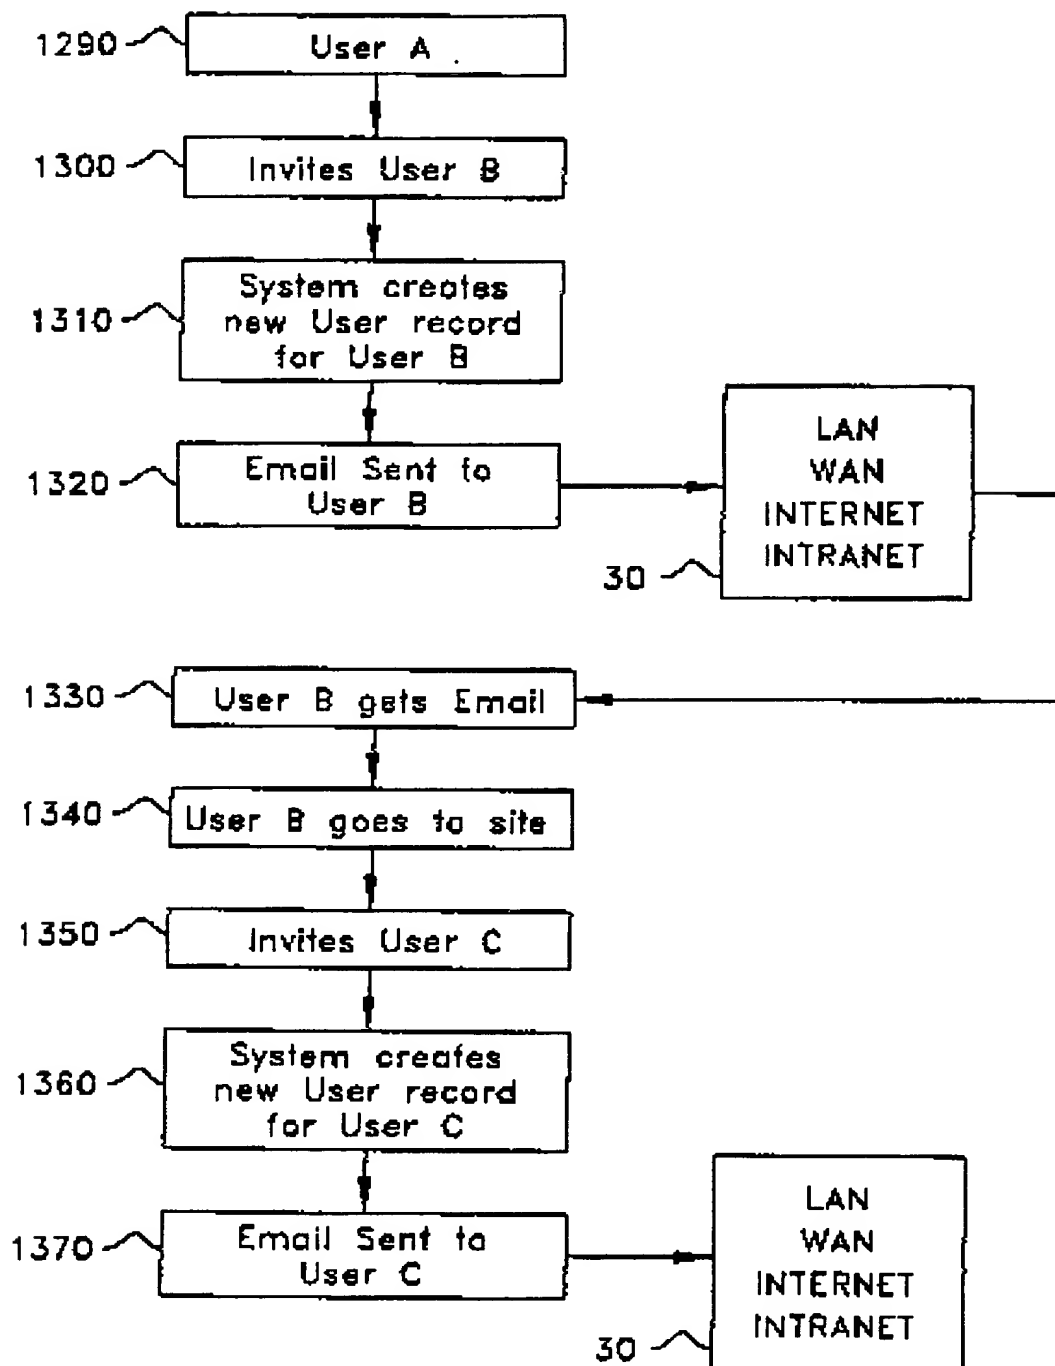 1290
User A
1300
Invites User B
1310
System creates
new User record
for User B
1320
Email Sent to
User B
LAN
WAN
INTERNET
INTRANET
30
1330
User B gets Email
1340
User B goes to site
1350
Invites User C
1360
System creates
new User record
for User C
1370
Email Sent to
User C
LAN
WAN
INTERNET
INTRANET
30